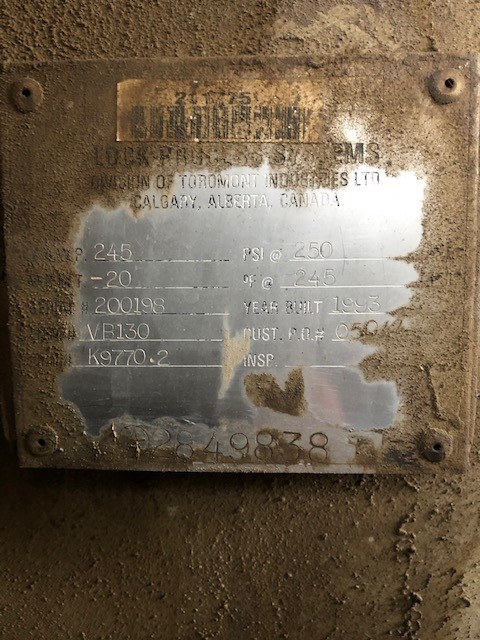 SYSTEMS
DIVISION OF TOROMONT INDUSTRIES LTD
CALGARY, ALBERTA, CANADA
245 PSI @ 250
-20 ºF @ 245
200198 YEAR BUILT 1993
VB130 CUST. P.O.#
K9770.2 INSP.
2849838